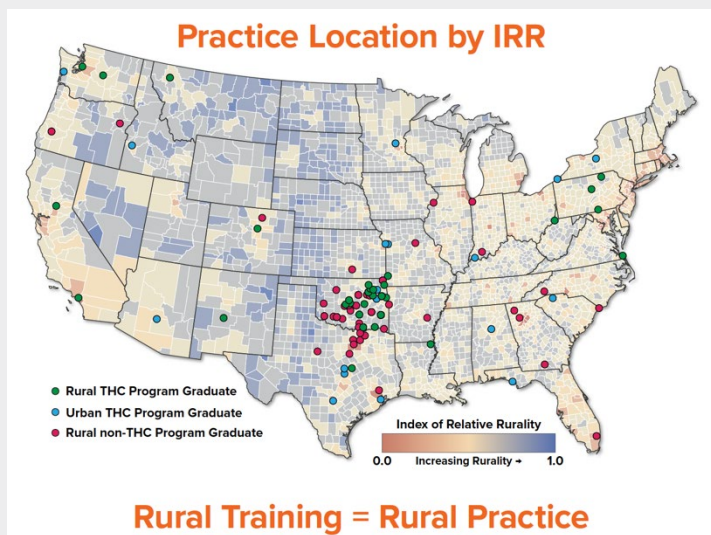 Practice Location by IRR
Rural THC Program Graduate
Urban THC Program Graduate
Rural non-THC Program Graduate
Index of Relative Rurality
0.0 Increasing Rurality → 1.0
Rural Training = Rural Practice